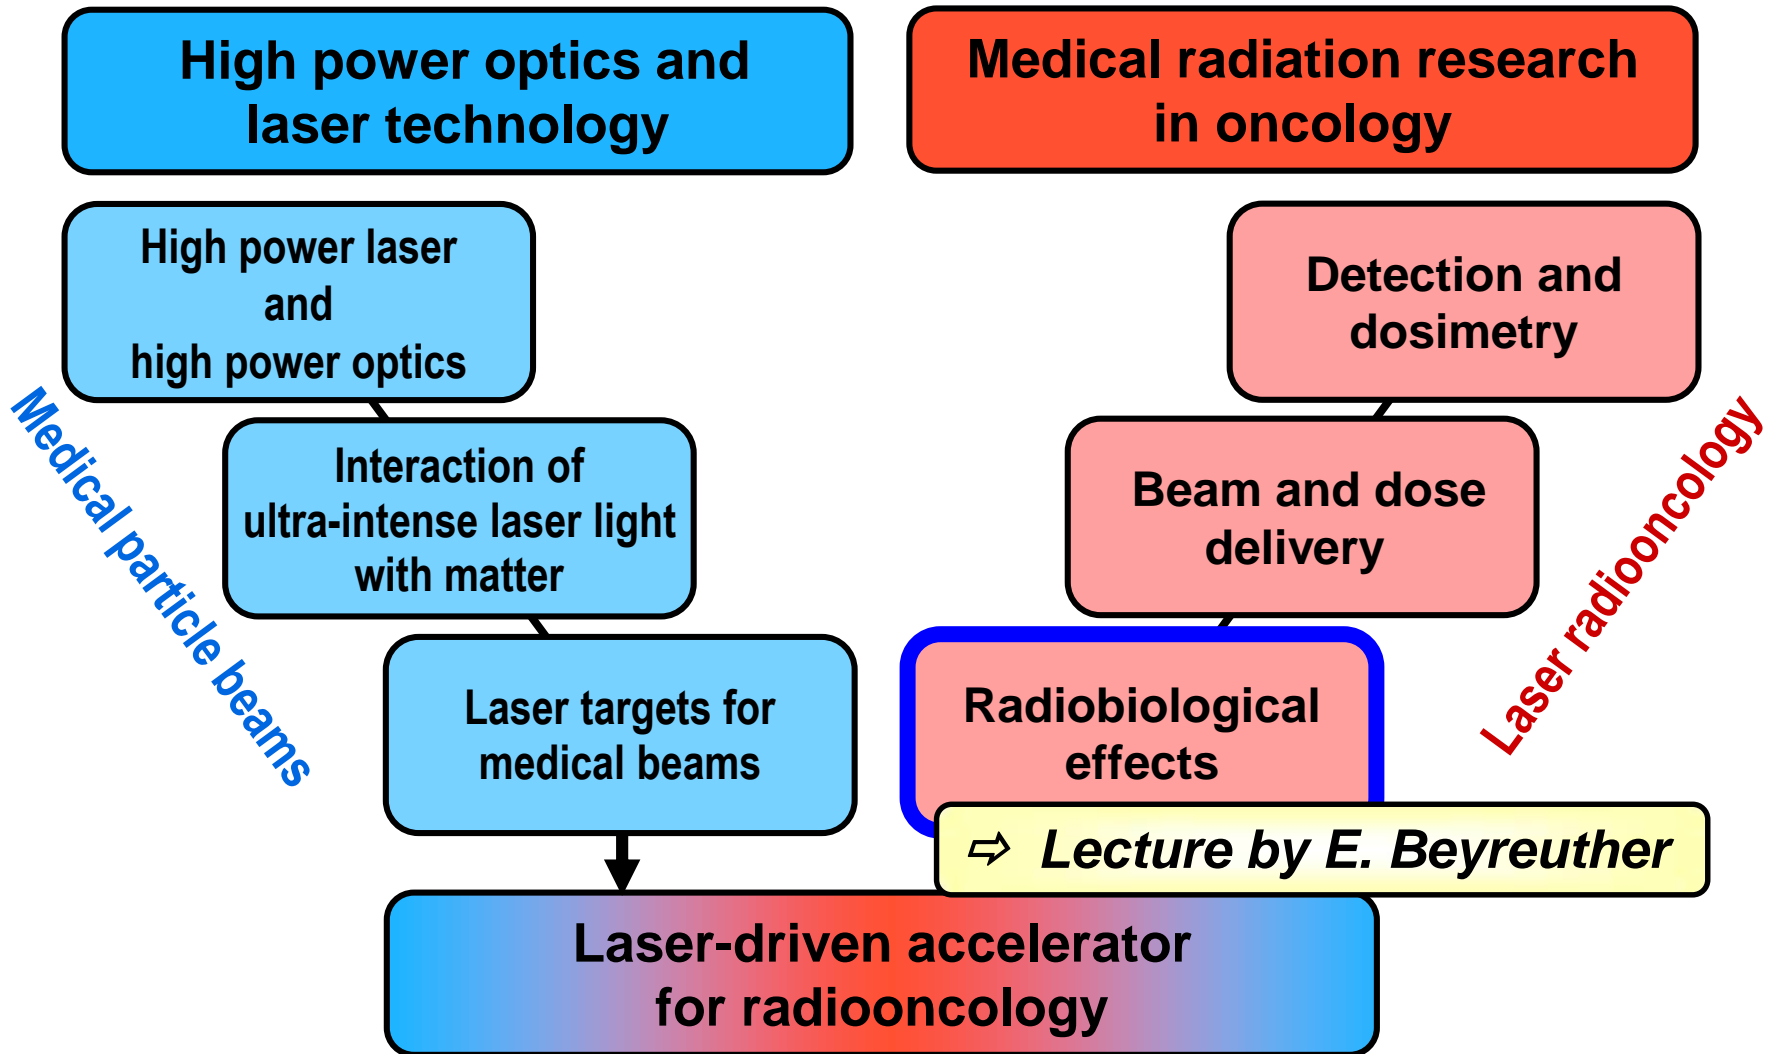 High power optics and
laser technology
Medical radiation research
in oncology
High power laser
and
high power optics
Detection and
dosimetry
Medical particle beams
Interaction of
ultra-intense laser light
with matter
Beam and dose
delivery
Laser radiooncology
Laser targets for
medical beams
Radiobiological
effects
⇨ Lecture by E. Beyreuther
Laser-driven accelerator
for radiooncology